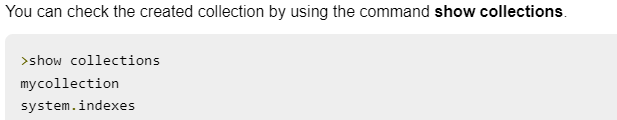 You can check the created collection by using the command show collections.
>show collections
mycollection
system.indexes